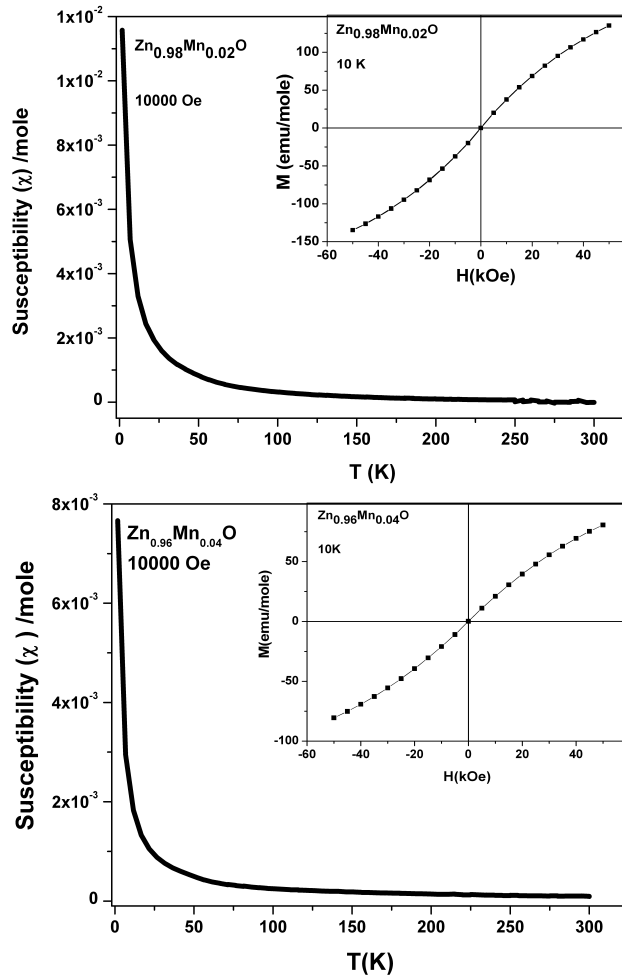 Zn0.98Mn0.02O
10000 Oe
Susceptibility (χ) /mole
1x10⁻²
8x10⁻³
6x10⁻³
4x10⁻³
2x10⁻³
0
0 50 100 150 200 250 300
T (K)
Zn0.98Mn0.02O
10 K
M (emu/mole)
100
50
0
-50
-100
-150
-60 -40 -20 0 20 40
H(kOe)
Zn0.96Mn0.04O
10000 Oe
Susceptibility (χ ) /mole
8x10⁻³
6x10⁻³
4x10⁻³
2x10⁻³
0
0 50 100 150 200 250 300
T(K)
Zn0.96Mn0.04O
10K
M(emu/mole)
50
0
-50
-100
-60 -40 -20 0 20 40
H(kOe)